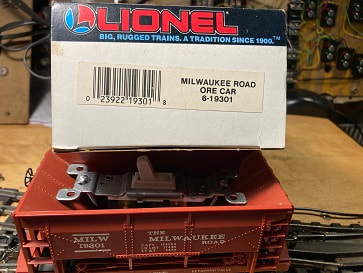 LIONEL
BIG, RUGGED TRAINS. A TRADITION SINCE 1900.™
MILWAUKEE ROAD
ORE CAR
6-19301
0 23922 19301 8
MILW
19301
THE
MILWAUKEE
ROAD